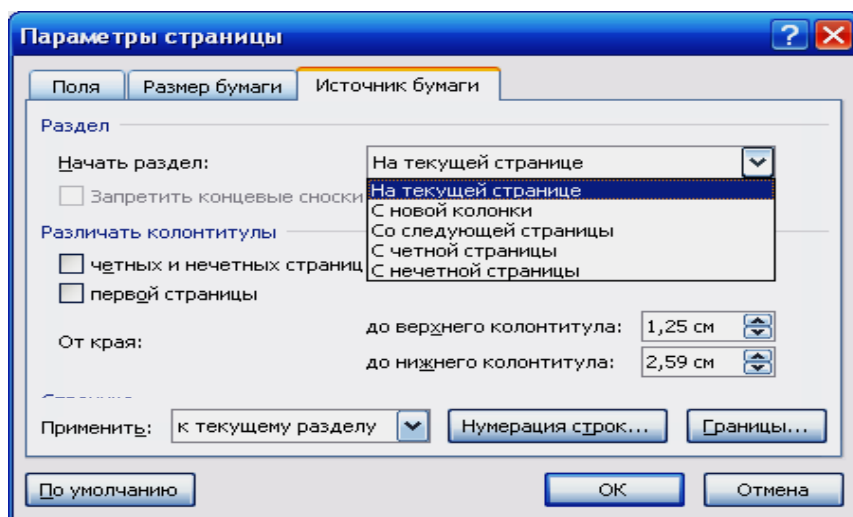 Параметры страницы
Поля Размер бумаги Источник бумаги
Раздел
Начать раздел: На текущей странице
Запретить концевые сноски На текущей странице
С новой колонки
Различать колонтитулы Со следующей страницы
С четной страницы
четных и нечетных страниц С нечетной страницы
первой страницы
От края: до верхнего колонтитула: 1,25 см
до нижнего колонтитула: 2,59 см
Применить: к текущему разделу Нумерация строк... Границы...
По умолчанию ОК Отмена